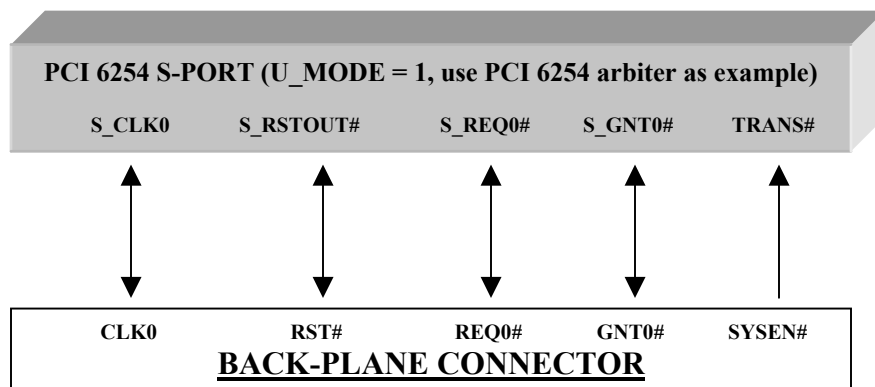 PCI 6254 S-PORT (U_MODE = 1, use PCI 6254 arbiter as example)
S_CLK0 S_RSTOUT# S_REQ0# S_GNT0# TRANS#
CLK0 RST# REQ0# GNT0# SYSEN#
BACK-PLANE CONNECTOR